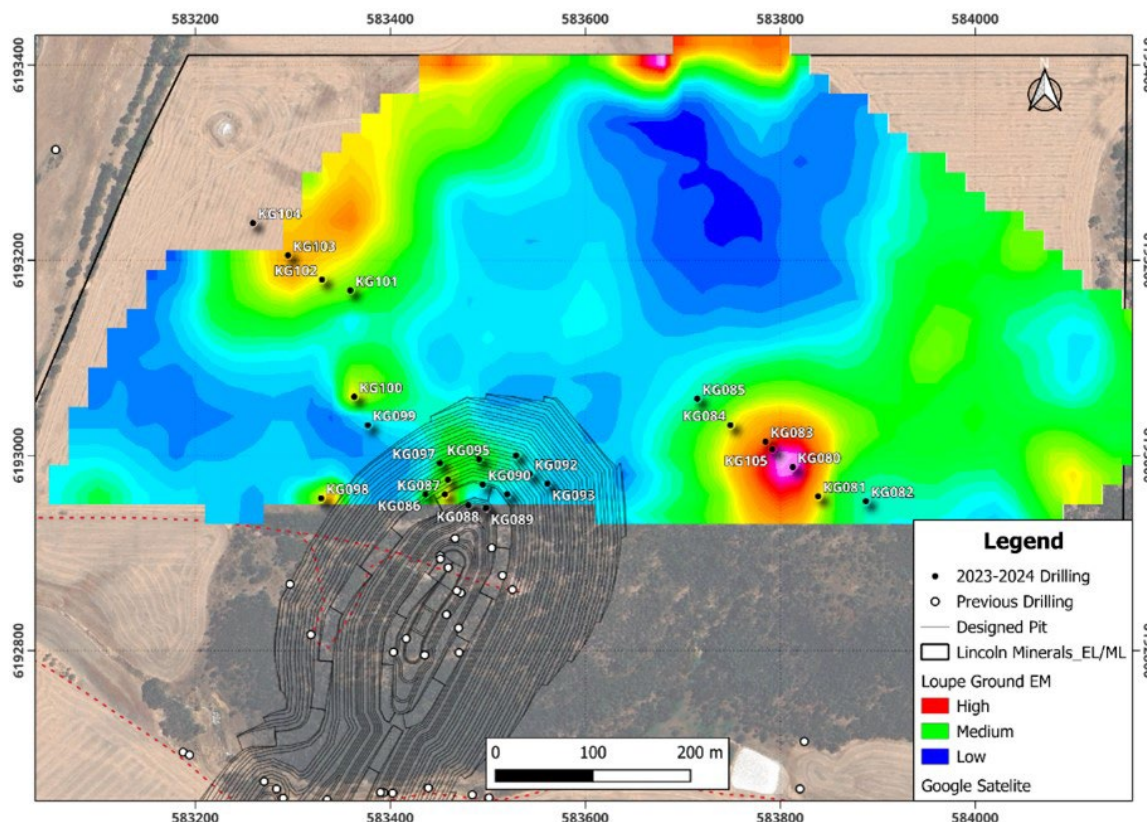 583200 583400 583600 583800 584000
6193400 6193400
N
KG104
KG103
6193200 6193200
KG102
KG101
KG100
KG085
KG099
KG084
KG083
KG097 KG095
6193000 6193000
KG092
KG105 KG080
KG087 KG090
KG098
KG093
KG081 KG082
KG086
KG088 KG089
Legend
2023-2024 Drilling
Previous Drilling
Designed Pit
6192800
Lincoln Minerals_EL/ML
Loupe Ground EM
High
Medium
Low
0 100 200 m
Google Satelite
583200 583400 583600 583800 584000